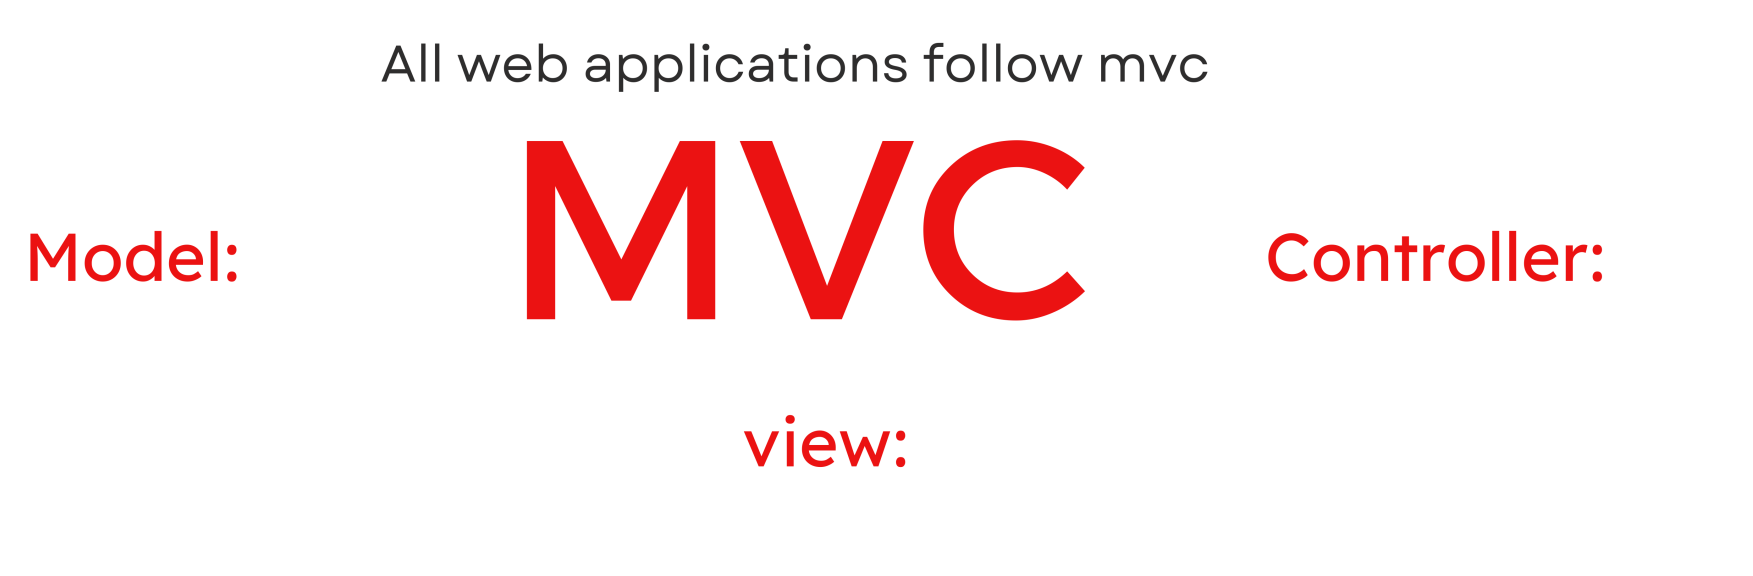 All web applications follow mvc
MVC
Model:
Controller:
view: